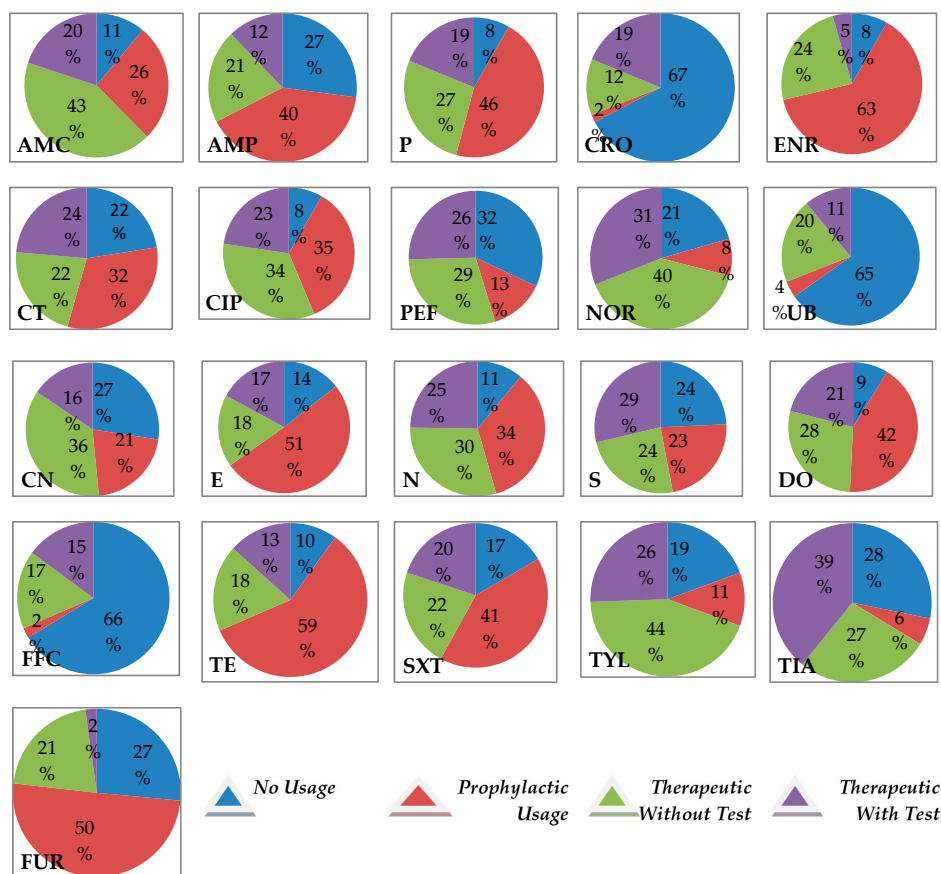 20 % 11 % 26 % 43 % AMC
12 % 27 % 21 % 40 % AMP
19 % 8 % 27 % 46 % P
19 % 12 % 2 % 67 % CRO
5 % 8 % 24 % 63 % ENR
24 % 22 % 22 % 32 % CT
23 % 8 % 35 % 34 % CIP
26 % 32 % 29 % 13 % PEF
31 % 21 % 8 % 40 % NOR
11 % 20 % 4 % 65 % UB
16 % 27 % 36 % 21 % CN
17 % 14 % 18 % 51 % E
25 % 11 % 30 % 34 % N
29 % 24 % 24 % 23 % S
21 % 9 % 28 % 42 % DO
15 % 17 % 2 % 66 % FFC
13 % 10 % 18 % 59 % TE
20 % 17 % 22 % 41 % SXT
26 % 19 % 11 % 44 % TYL
39 % 28 % 6 % 27 % TIA
2 % 21 % 27 % 50 % FUR
No Usage
Prophylactic
Usage
Therapeutic
Without Test
Therapeutic
With Test